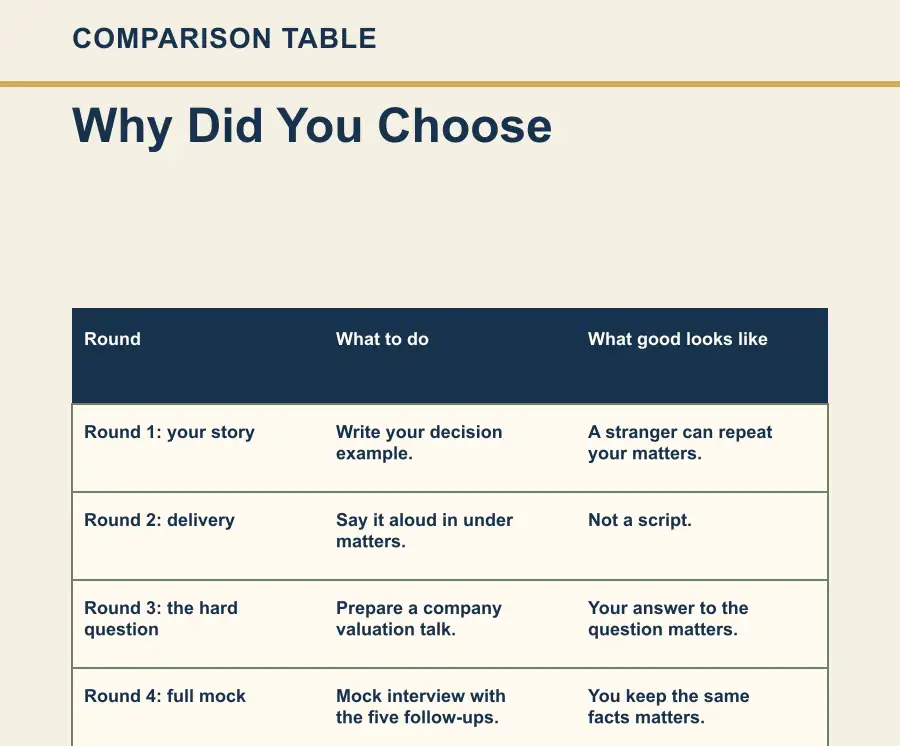 COMPARISON TABLE
Why Did You Choose
Round What to do What good looks like
Round 1: your story
Write your decision
example.
A stranger can repeat
your matters.
Round 2: delivery
Say it aloud in under
matters.
Not a script.
Round 3: the hard
question
Prepare a company
valuation talk.
Your answer to the
question matters.
Round 4: full mock
Mock interview with
the five follow-ups.
You keep the same
facts matters.